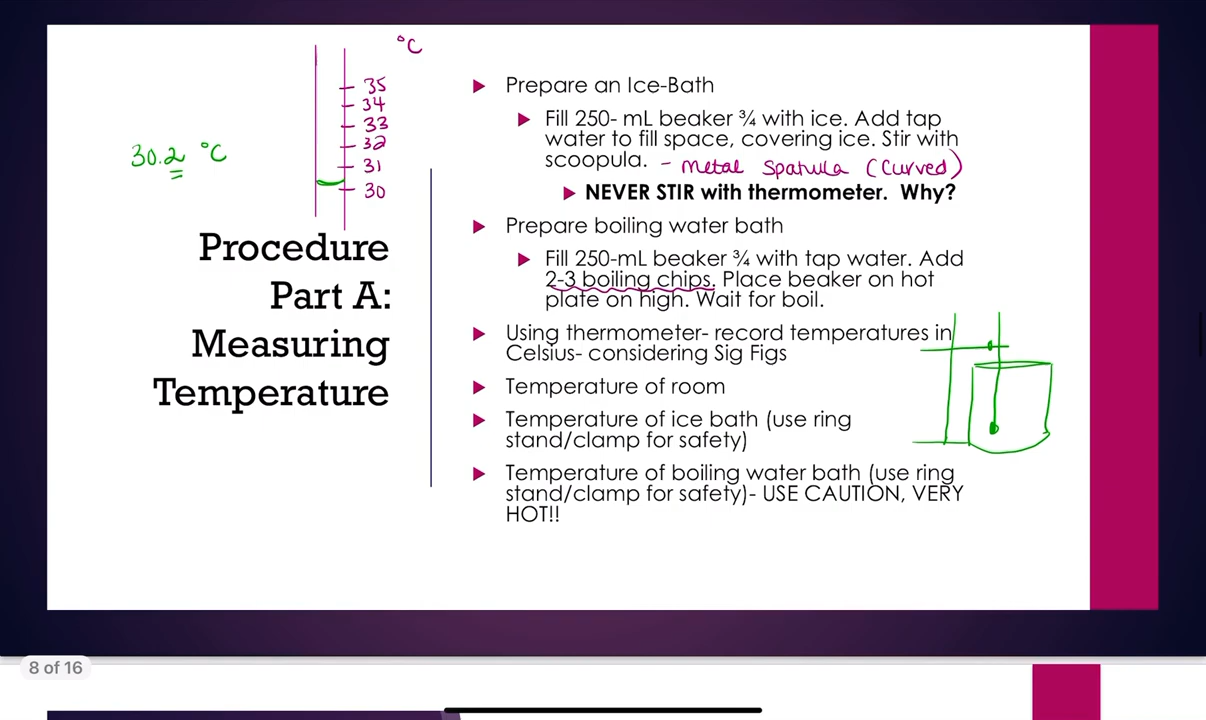 °C
35
34
33
32
31
30
30.2 °C
Procedure
Part A:
Measuring
Temperature
Prepare an Ice-Bath
Fill 250- mL beaker ¾ with ice. Add tap
water to fill space, covering ice. Stir with
scoopula. - metal spatula (curved)
NEVER STIR with thermometer. Why?
Prepare boiling water bath
Fill 250-mL beaker ¾ with tap water. Add
2-3 boiling chips. Place beaker on hot
plate on high. Wait for boil.
Using thermometer- record temperatures in
Celsius- considering Sig Figs
Temperature of room
Temperature of ice bath (use ring
stand/clamp for safety)
Temperature of boiling water bath (use ring
stand/clamp for safety)- USE CAUTION, VERY
HOT!!
8 of 16